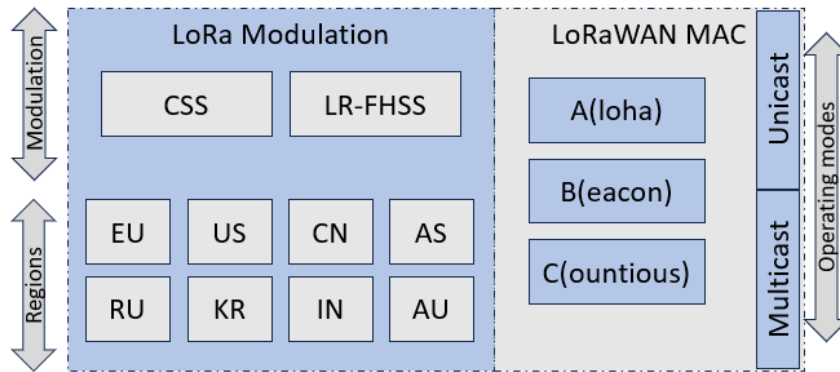 LoRa Modulation
LoRaWAN MAC
Modulation
CSS
LR-FHSS
Regions
EU
US
CN
AS
RU
KR
IN
AU
A(loha)
B(eacon)
C(ountious)
Unicast
Multicast
Operating modes